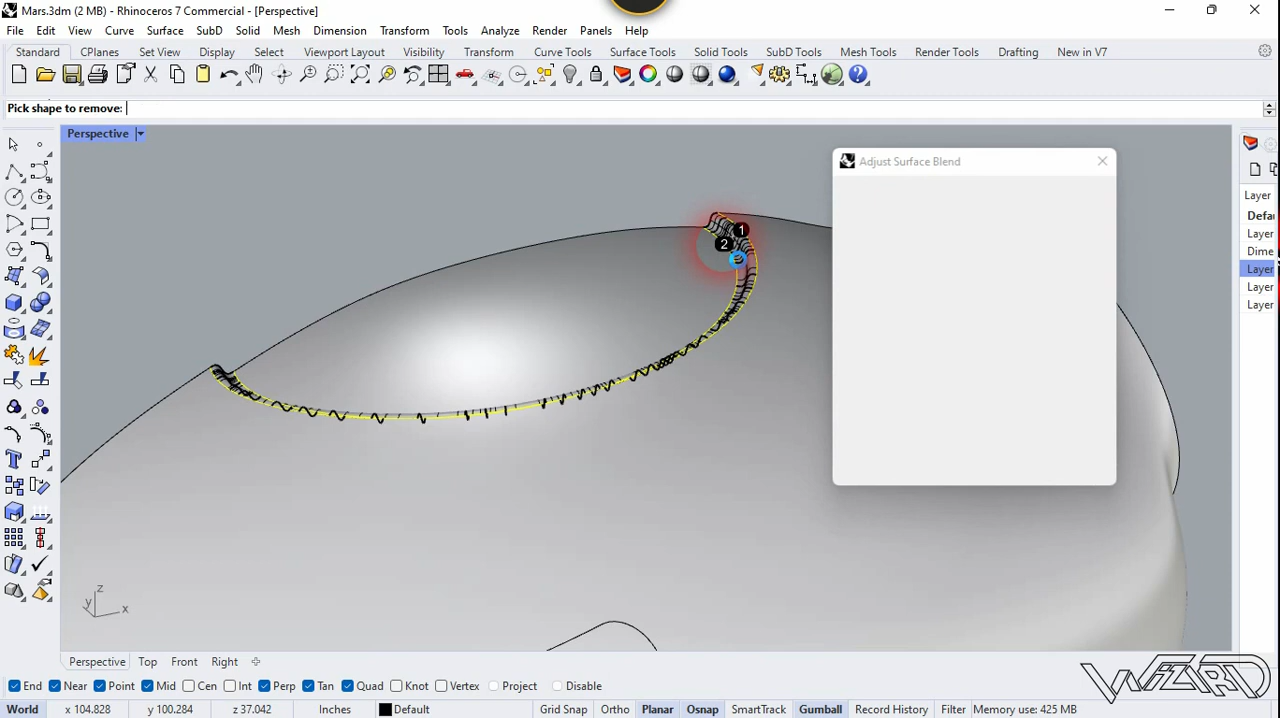 Mars.3dm (2 MB) - Rhinoceros 7 Commercial - [Perspective]
File Edit View Curve Surface SubD Solid Mesh Dimension Transform Tools Analyze Render Panels Help
Standard CPlanes Set View Display Select Viewport Layout Visibility Transform Curve Tools Surface Tools Solid Tools SubD Tools Mesh Tools Render Tools Drafting New in V7
Pick shape to remove:
Perspective
Adjust Surface Blend
Layer
Defau
Layer
Dime
Layer
Layer
Layer
1
2
z
y
x
Perspective Top Front Right
WIZARD
End Near Point Mid Cen Int Perp Tan Quad Knot Vertex Project Disable
World x 104.828 y 100.284 z 37.042 Inches Default Grid Snap Ortho Planar Osnap SmartTrack Gumball Record History Filter Memory use: 425 MB